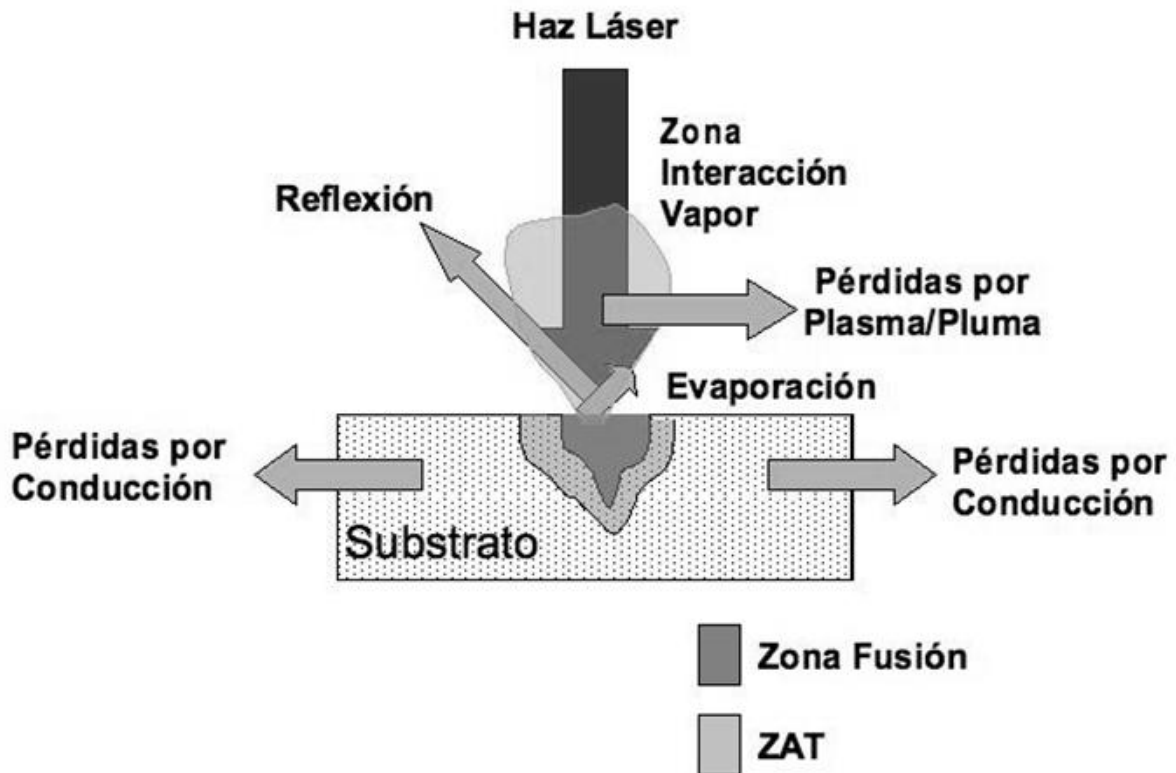 Haz Láser
Zona
Interacción
Vapor
Reflexión
Pérdidas por
Plasma/Pluma
Evaporación
Pérdidas por
Conducción
Pérdidas por
Conducción
Substrato
Zona Fusión
ZAT